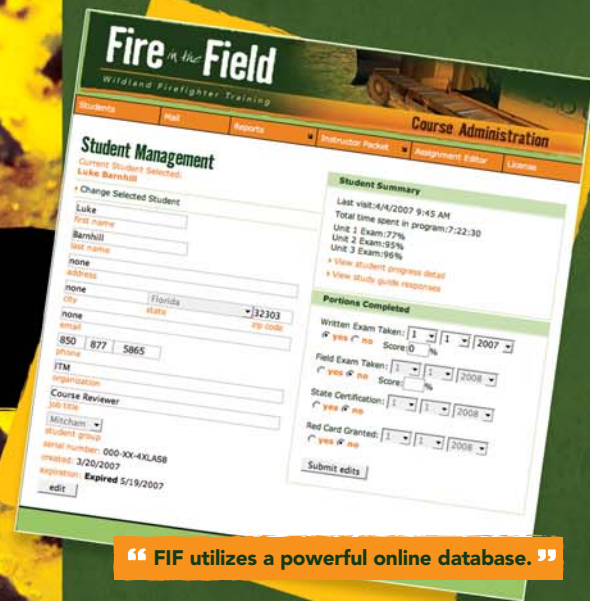 Fire in the Field
Wildland Firefighter Training
Course Administration
Students Mail Reports Instructor Packet Assignment Editor License
Student Management
Current Student Selected:
Luke Barnhill
Change Selected Student
Luke
first name
Barnhill
last name
none
address
none Florida 32303
city state zip code
none
email
850 877 5865
phone
ITM
organization
Course Reviewer
job title
Mitcham
student group
serial number: 000-XX-4XLAS8
created: 3/20/2007
expiration: Expired 5/19/2007
edit
Student Summary
Last visit:4/4/2007 9:45 AM
Total time spent in program:7:22:30
Unit 1 Exam:77%
Unit 2 Exam:95%
Unit 3 Exam:96%
View student progress detail
View study guide responses
Portions Completed
Written Exam Taken: 1 1 2007
yes no Score:0 %
Field Exam Taken: 1 1 2008
yes no Score: %
State Certification: 1 1 2008
yes no
Red Card Granted: 1 1 2008
yes no
Submit edits
“ FIF utilizes a powerful online database. ”